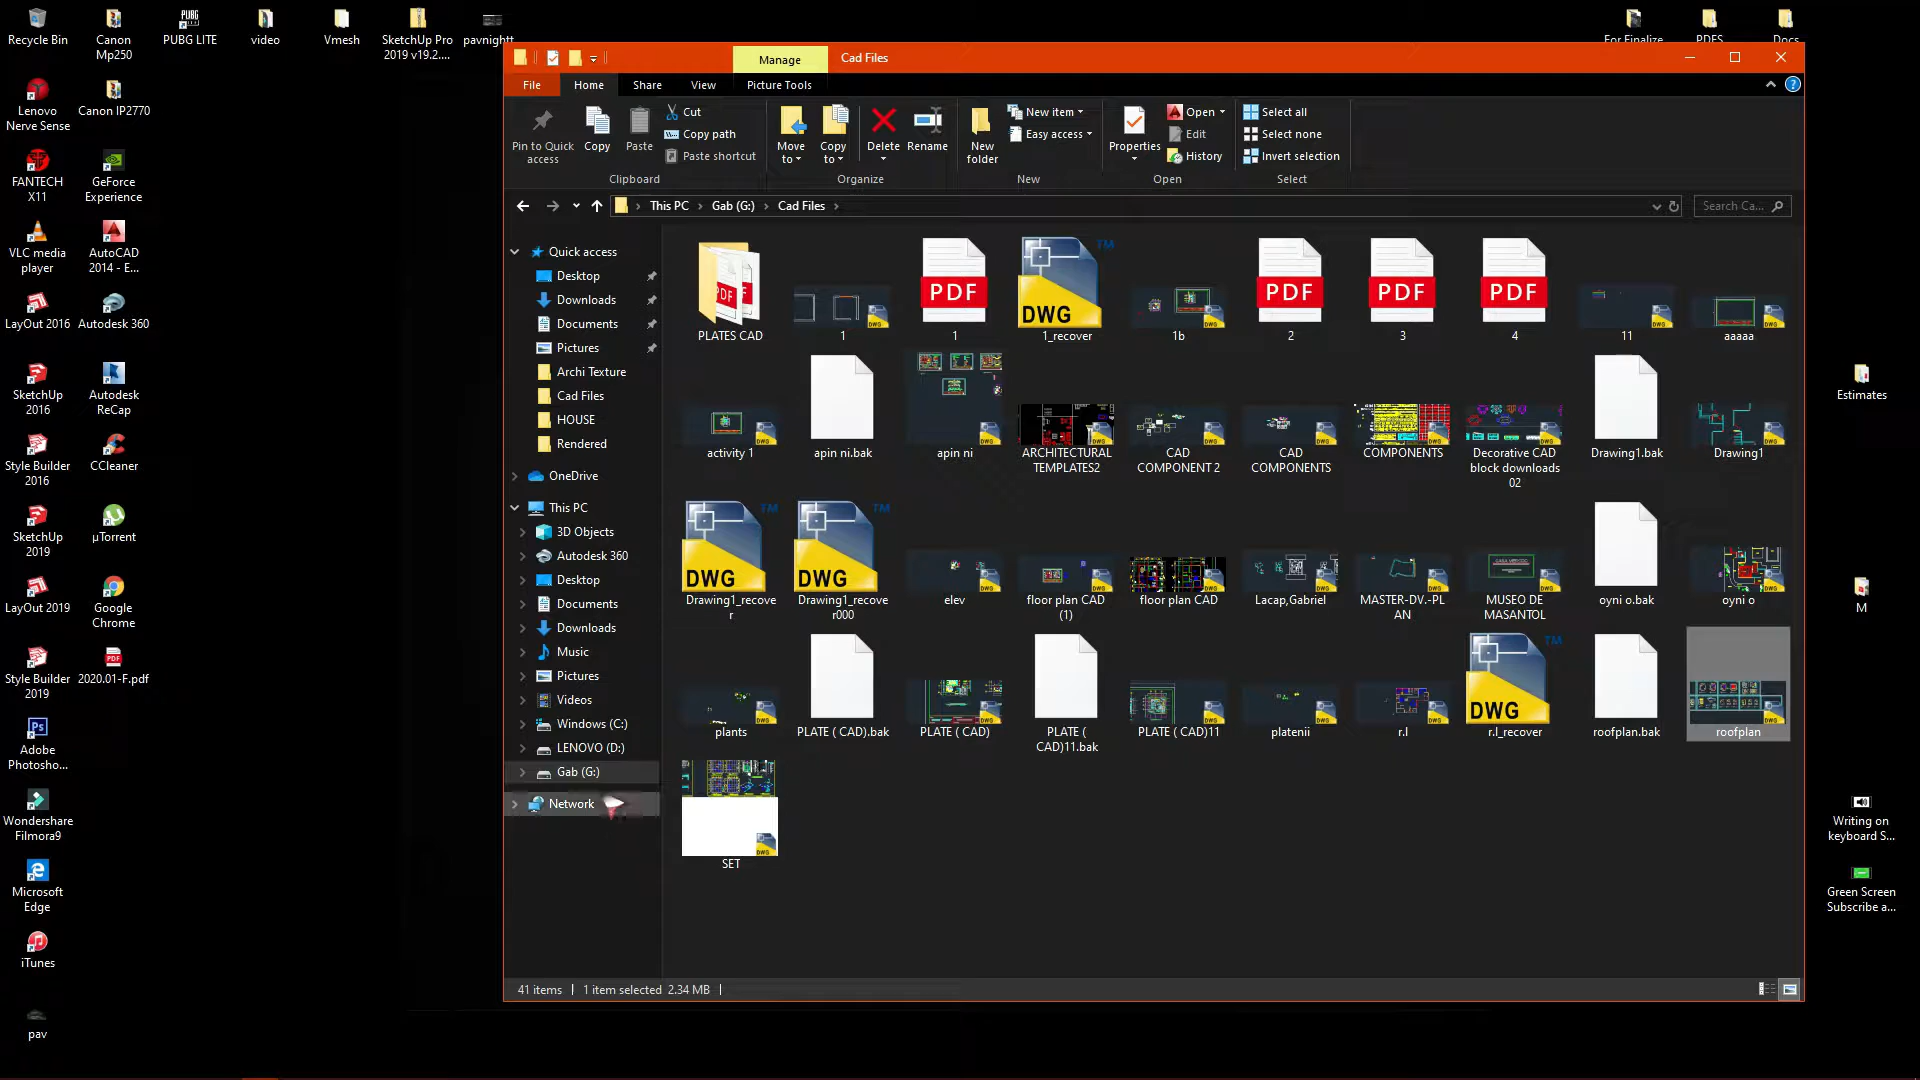 Recycle Bin
Canon
Mp250
PUBG LITE
video
Vmesh
SketchUp Pro
2019 v19.2....
pavnightt
For Finalize
PDFS
Docs
Lenovo
Nerve Sense
Canon IP2770
FANTECH
X11
GeForce
Experience
VLC media
player
AutoCAD
2014 - E...
LayOut 2016
Autodesk 360
SketchUp
2016
Autodesk
ReCap
Style Builder
2016
CCleaner
SketchUp
2019
µTorrent
LayOut 2019
Google
Chrome
Style Builder
2019
2020.01-F.pdf
Adobe
Photosho...
Wondershare
Filmora9
Microsoft
Edge
iTunes
pav
Estimates
M
Writing on
keyboard S...
Green Screen
Subscribe a...
Manage
Cad Files
File
Home
Share
View
Picture Tools
Pin to Quick
access
Copy
Paste
Cut
Copy path
Paste shortcut
Clipboard
Move
to
Copy
to
Delete
Rename
Organize
New
folder
New item
Easy access
New
Properties
Open
Edit
History
Open
Select all
Select none
Invert selection
Select
This PC
Gab (G:)
Cad Files
Search Ca...
Quick access
Desktop
Downloads
Documents
Pictures
Archi Texture
Cad Files
HOUSE
Rendered
OneDrive
This PC
3D Objects
Autodesk 360
Desktop
Documents
Downloads
Music
Pictures
Videos
Windows (C:)
LENOVO (D:)
Gab (G:)
Network
PLATES CAD
1
1
1_recover
1b
2
3
4
11
aaaaa
activity 1
apin ni.bak
apin ni
ARCHITECTURAL
TEMPLATES2
CAD
COMPONENT 2
CAD
COMPONENTS
COMPONENTS
Decorative CAD
block downloads
02
Drawing1.bak
Drawing1
Drawing1_recove
r
Drawing1_recove
r000
elev
floor plan CAD
(1)
floor plan CAD
Lacap,Gabriel
MASTER-DV.-PL
AN
MUSEO DE
MASANTOL
oyni o.bak
oyni o
plants
PLATE ( CAD).bak
PLATE ( CAD)
PLATE (
CAD)11.bak
PLATE ( CAD)11
platenii
r.l
r.l_recover
roofplan.bak
roofplan
SET
41 items
1 item selected 2.34 MB